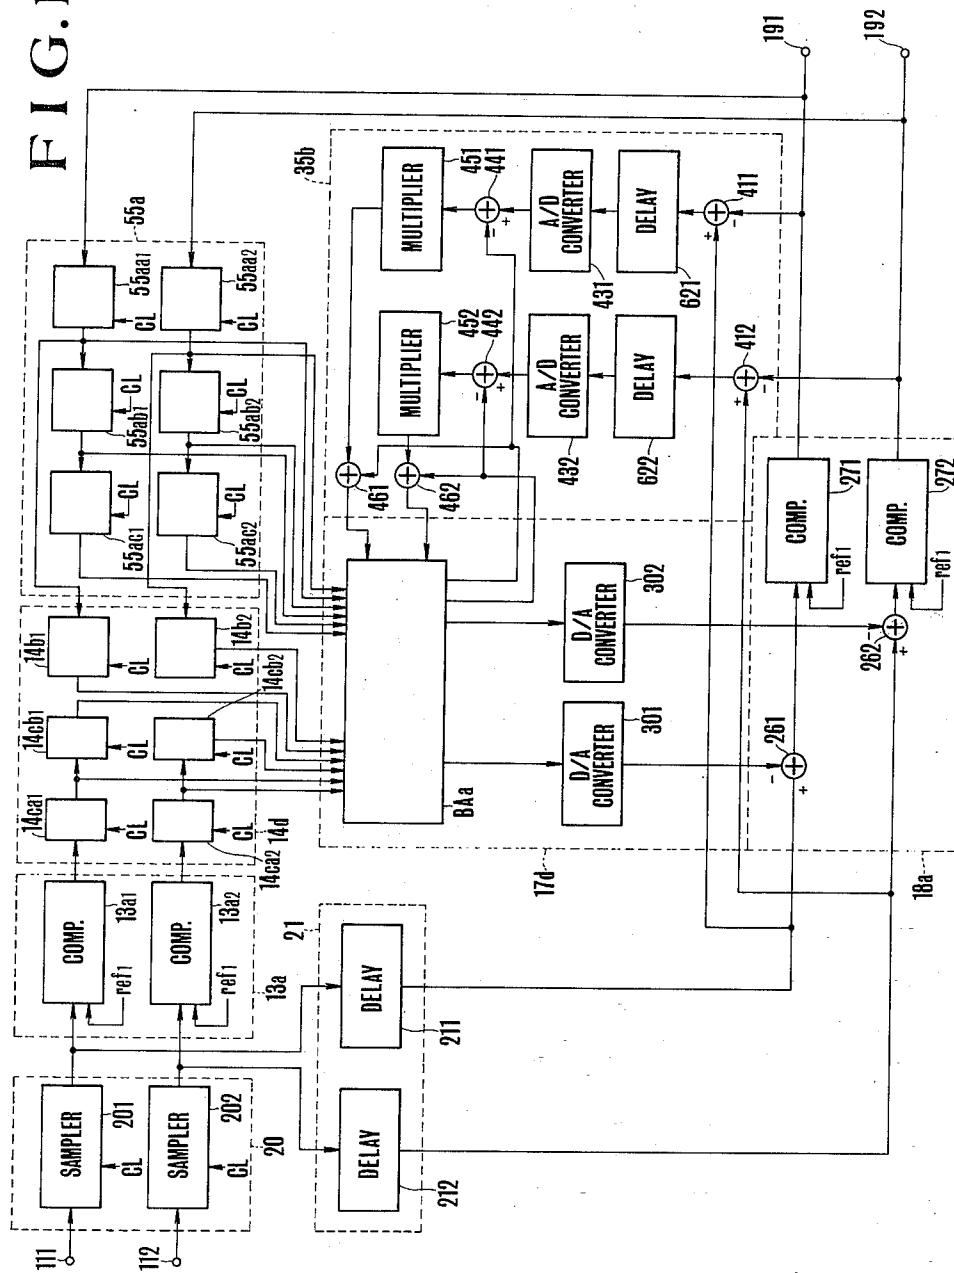 FIG.
111
112
SAMPLER
201
CL
SAMPLER
202
CL
20
COMP.
13a1
ref1
COMP.
13a2
ref1
13a
14ca1
CL
14cb1
CL
14b1
CL
14ca2
CL
14cb2
CL
14b2
CL
14d
55a
55aa1
CL
55ab1
CL
55ac1
CL
55aa2
CL
55ab2
CL
55ac2
CL
21
DELAY
211
DELAY
212
BAa
D/A
CONVERTER
301
D/A
CONVERTER
302
17d
35b
461
462
MULTIPLIER
451
441
+
-
MULTIPLIER
452
442
+
-
A/D
CONVERTER
431
A/D
CONVERTER
432
DELAY
621
DELAY
622
411
+
-
412
+
-
261
+
-
262
+
-
COMP.
271
ref1
COMP.
272
ref1
18a
191
192